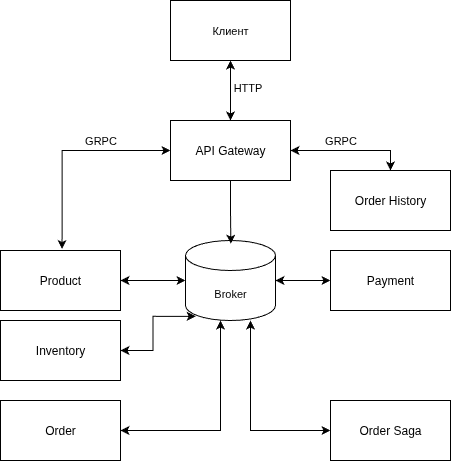 Клиент
HTTP
GRPC
API Gateway
GRPC
Order History
Product
Broker
Payment
Inventory
Order
Order Saga